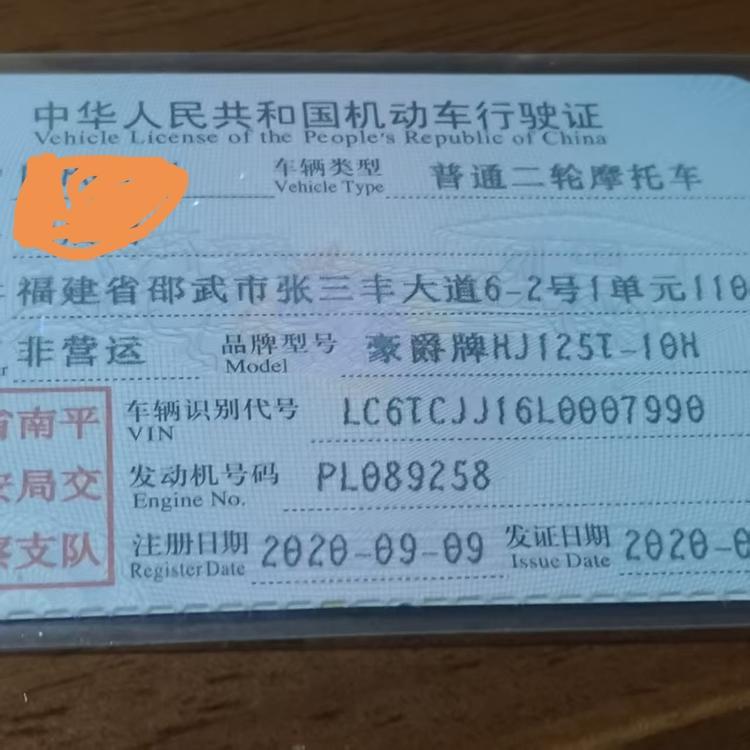 中华人民共和国机动车行驶证
Vehicle License of the People's Republic of China
车辆类型 普通二轮摩托车
Vehicle Type
福建省邵武市张三丰大道6-2号1单元110
非营运 品牌型号 豪爵牌HJ125T-10H
Model
南平 车辆识别代号 LC6TCJJ16L0007990
VIN
局交 发动机号码 PL089258
Engine No.
支队 注册日期 2020-09-09 发证日期 2020-0
Register Date Issue Date